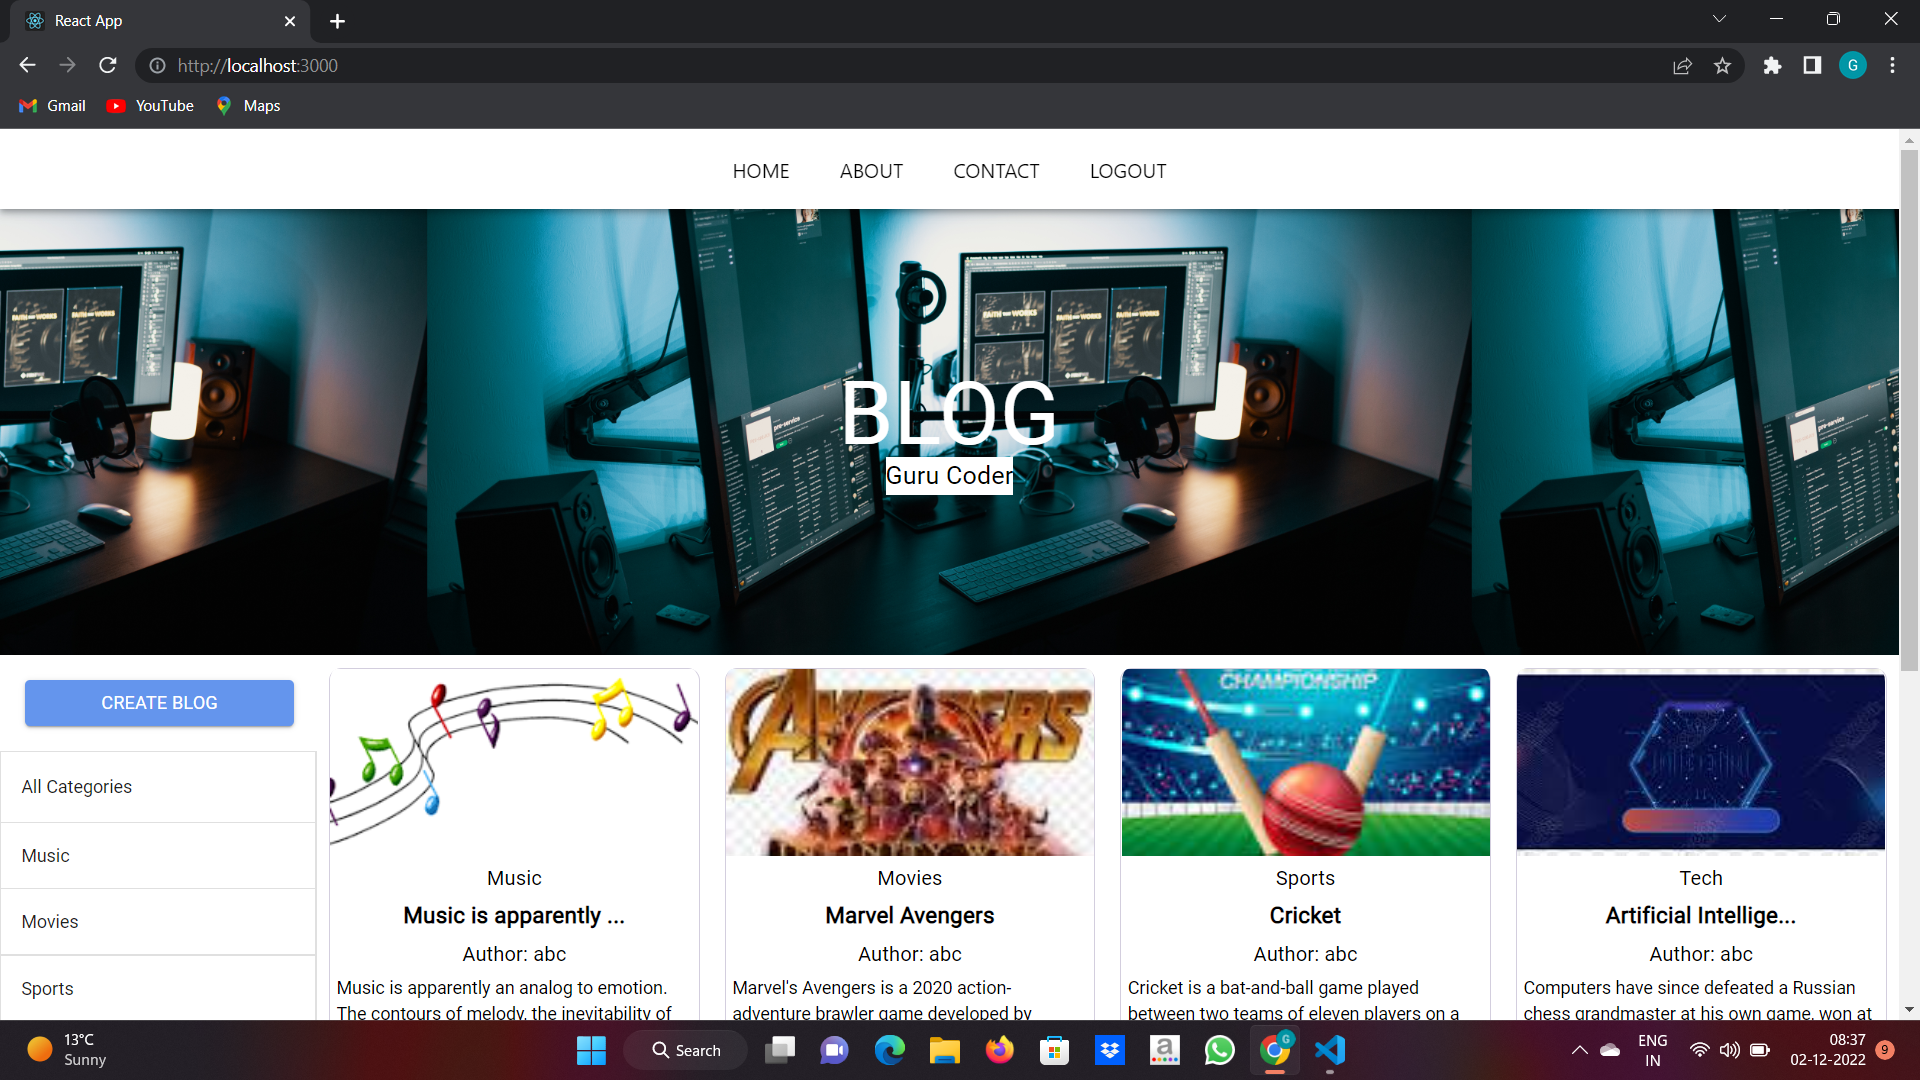 React App
http://localhost:3000
G
Gmail
YouTube
Maps
HOME
ABOUT
CONTACT
LOGOUT
FAITH WORKS
BLOG
Guru Coder
CREATE BLOG
All Categories
Music
Movies
Sports
Music
Music is apparently ...
Author: abc
Music is apparently an analog to emotion.
The contours of melody, the inevitability of
AVENGERS
Movies
Marvel Avengers
Author: abc
Marvel's Avengers is a 2020 action-
adventure brawler game developed by
CHAMPIONSHIP
Sports
Cricket
Author: abc
Cricket is a bat-and-ball game played
between two teams of eleven players on a
Tech
Artificial Intellige...
Author: abc
Computers have since defeated a Russian
chess grandmaster at his own game, won at
13°C
Sunny
Search
a
G
ENG
IN
08:37
02-12-2022
9